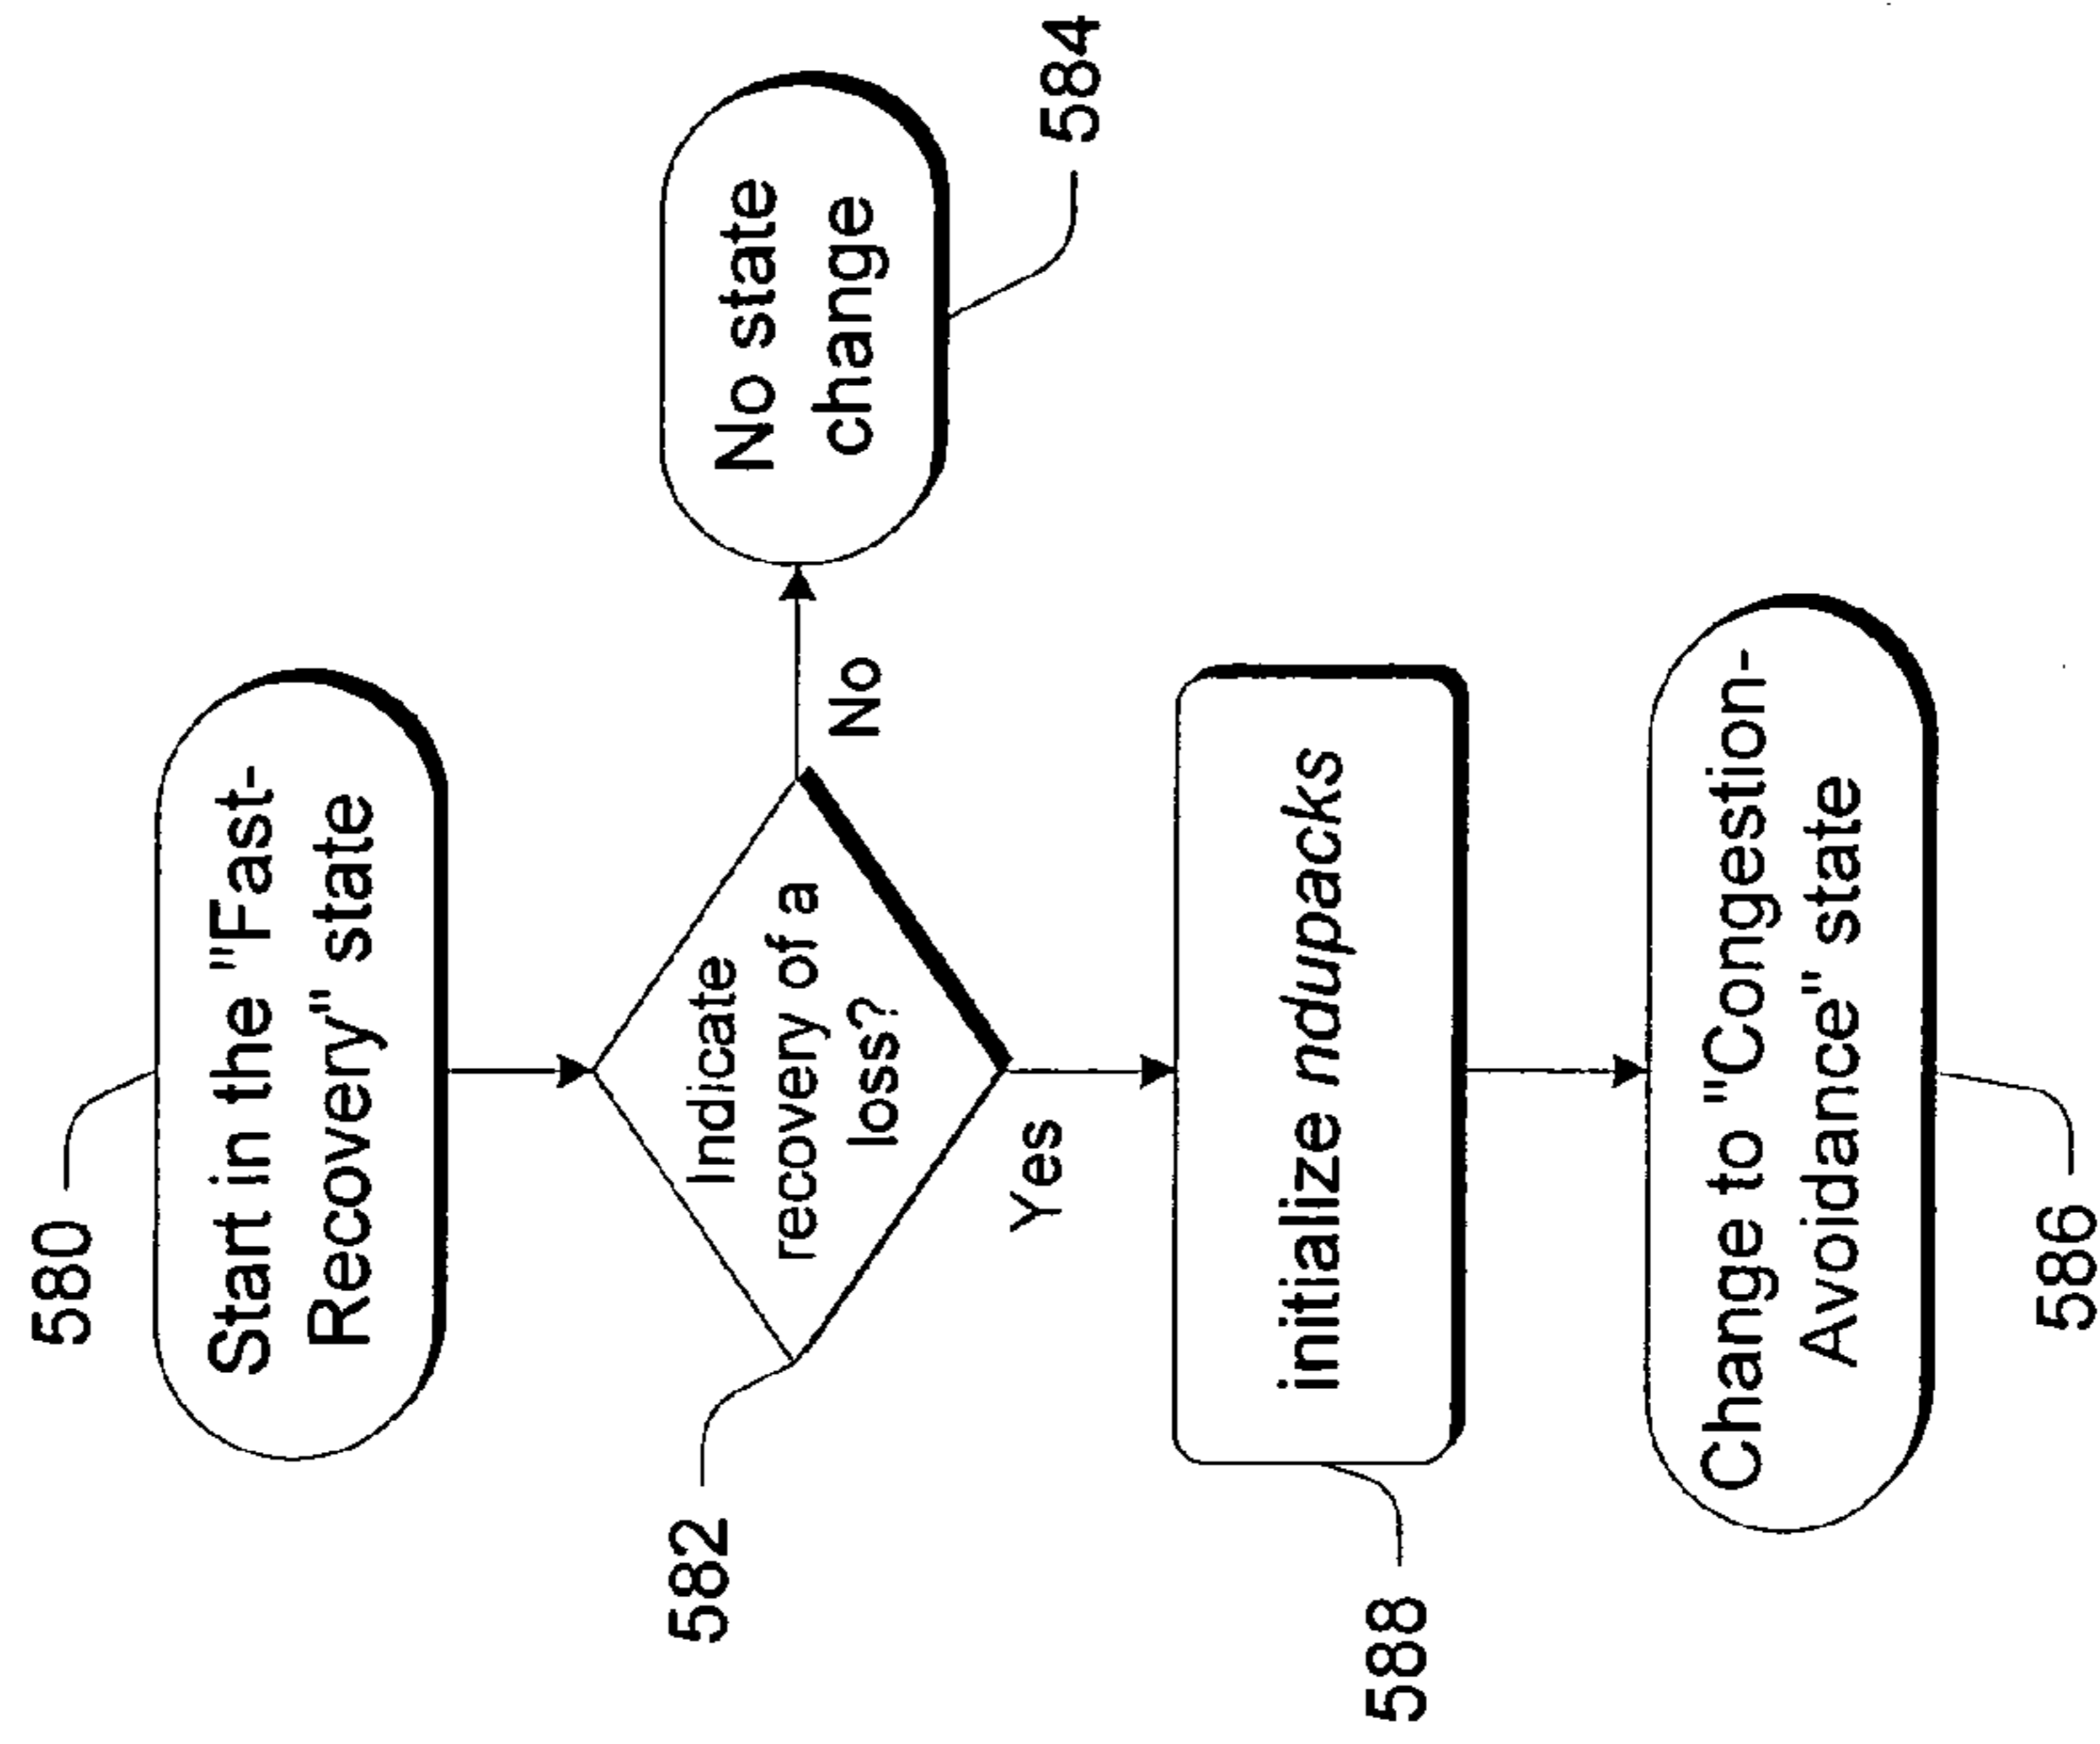 580
Start in the "Fast-
Recovery" state
582
Indicate
recovery of a
loss?
No
No state
change
584
Yes
588
initialize ndupacks
Change to "Congestion-
Avoidance" state
586